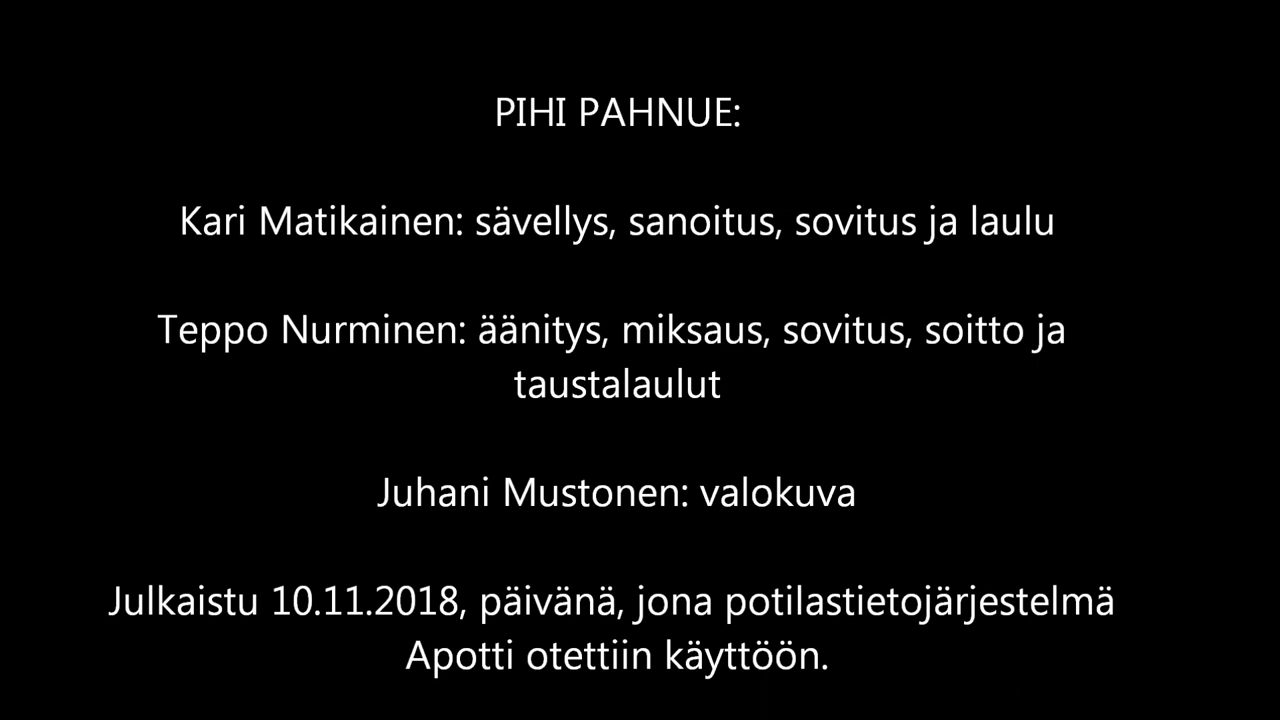 PIHI PAHNUE:
Kari Matikainen: sävellys, sanoitus, sovitus ja laulu
Teppo Nurminen: äänitys, miksaus, sovitus, soitto ja
taustalaulut
Juhani Mustonen: valokuva
Julkaistu 10.11.2018, päivänä, jona potilastietojärjestelmä
Apotti otettiin käyttöön.